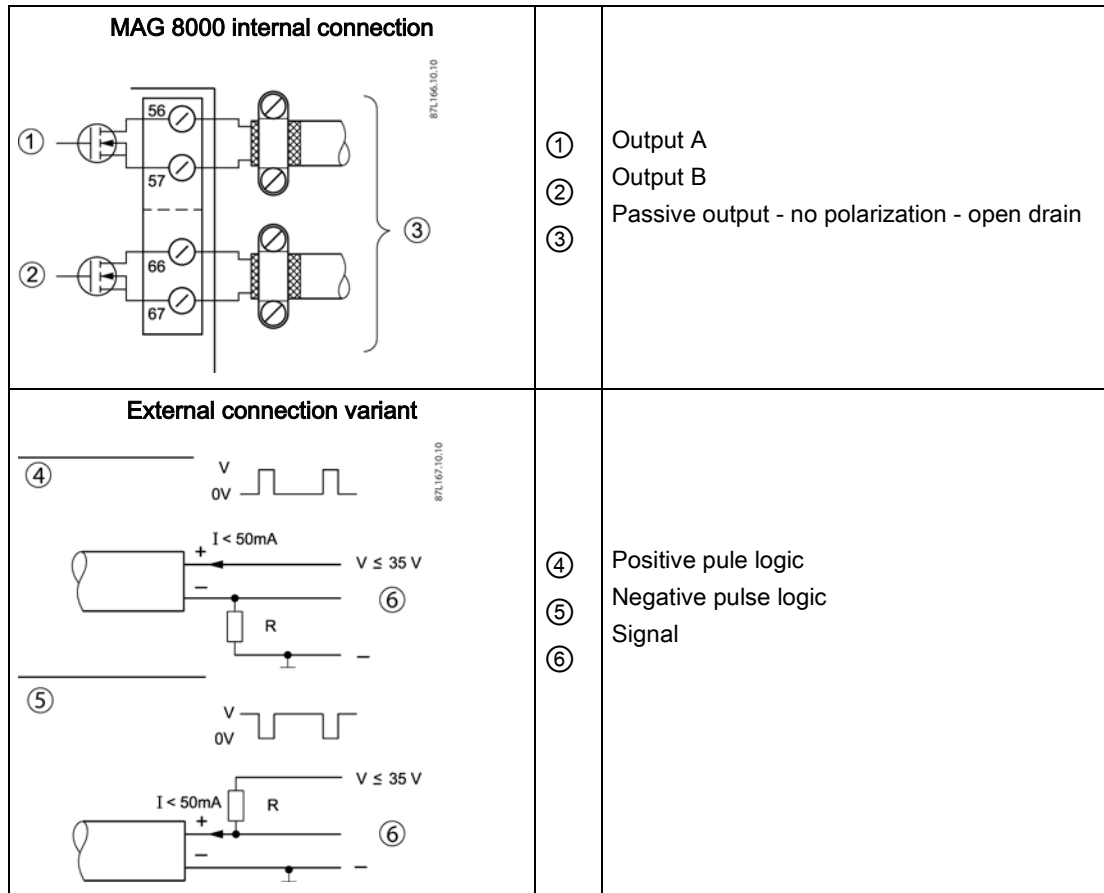 MAG 8000 internal connection
87L166.10.10
① 56
57
② 66
67
③
① Output A
② Output B
③ Passive output - no polarization - open drain
External connection variant
87L167.10.10
④
V
0V
I < 50mA
+
V ≤ 35 V
−
⑥
R
−
⑤
V
0V
V ≤ 35 V
I < 50mA
R
+
⑥
−
−
④ Positive pule logic
⑤ Negative pulse logic
⑥ Signal